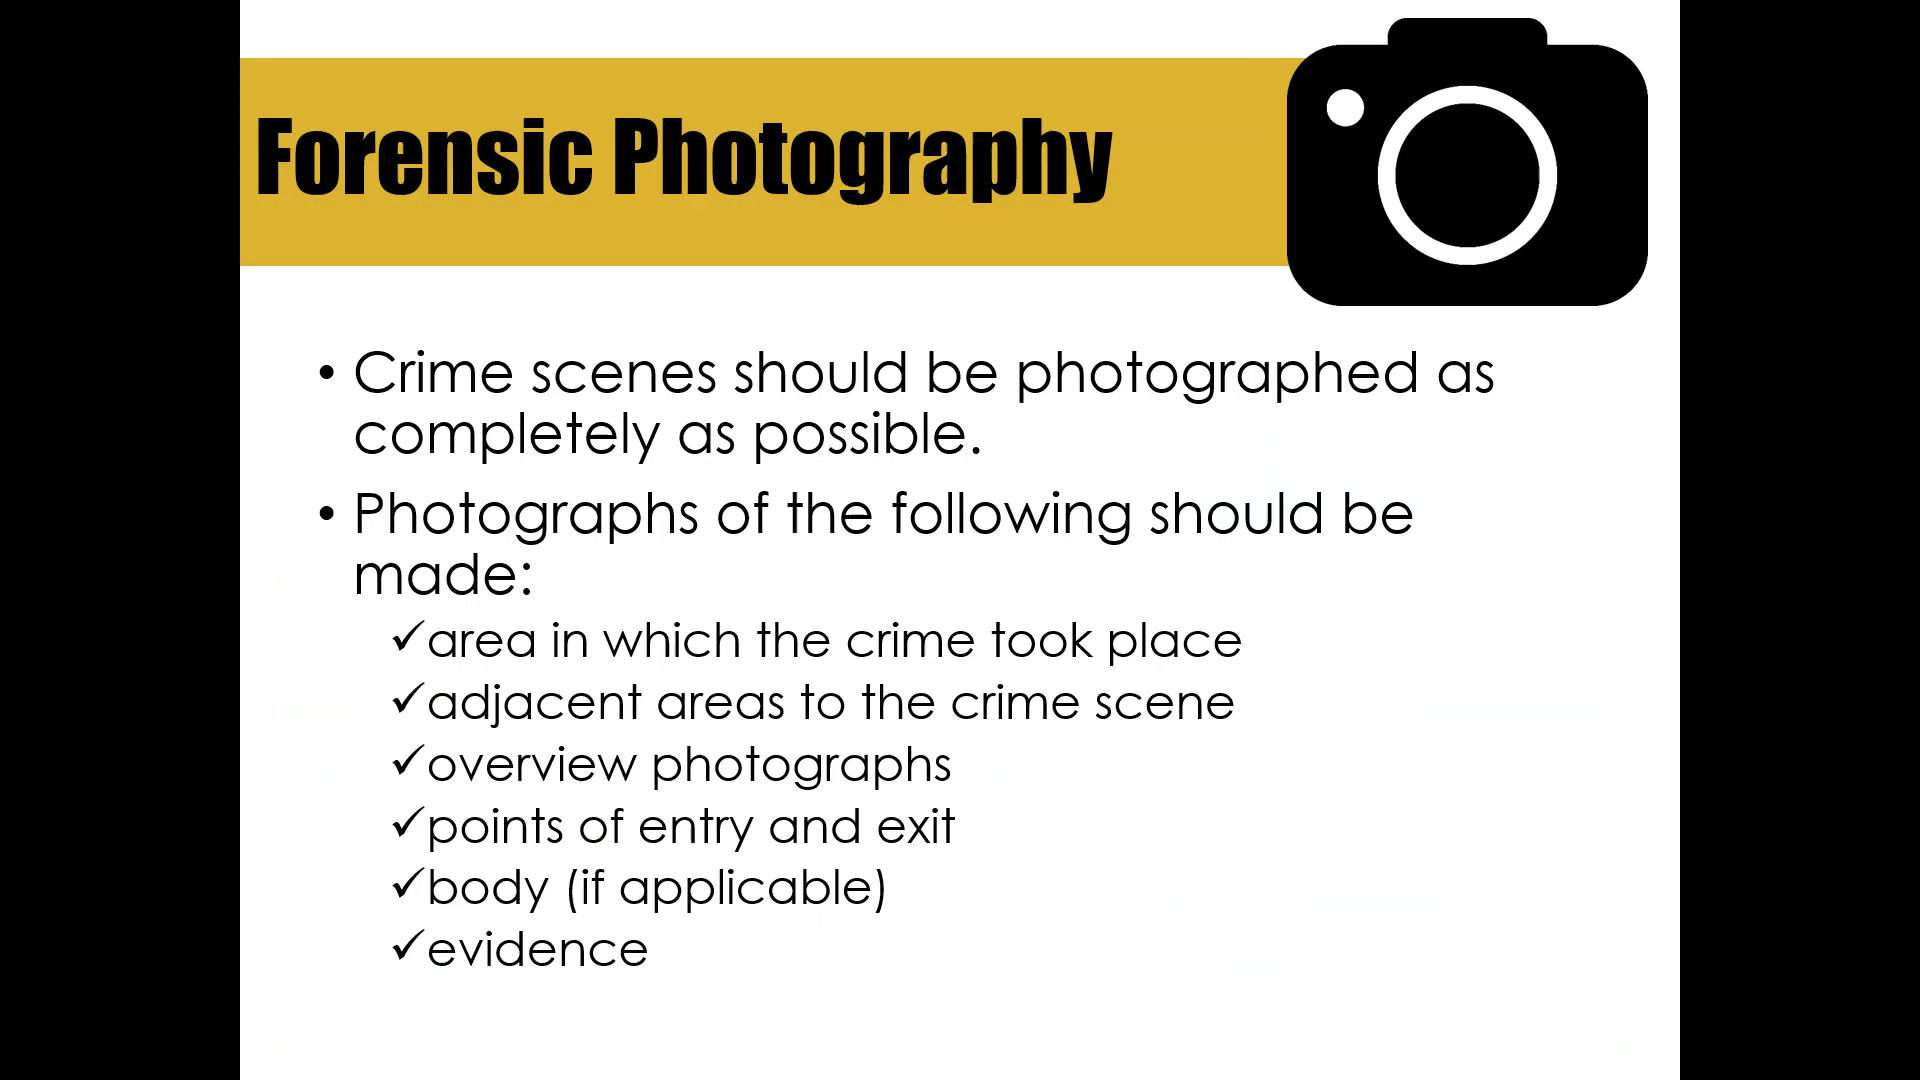 Forensic Photography
• Crime scenes should be photographed as
completely as possible.
• Photographs of the following should be
made:
✓area in which the crime took place
✓adjacent areas to the crime scene
✓overview photographs
✓points of entry and exit
✓body (if applicable)
✓evidence